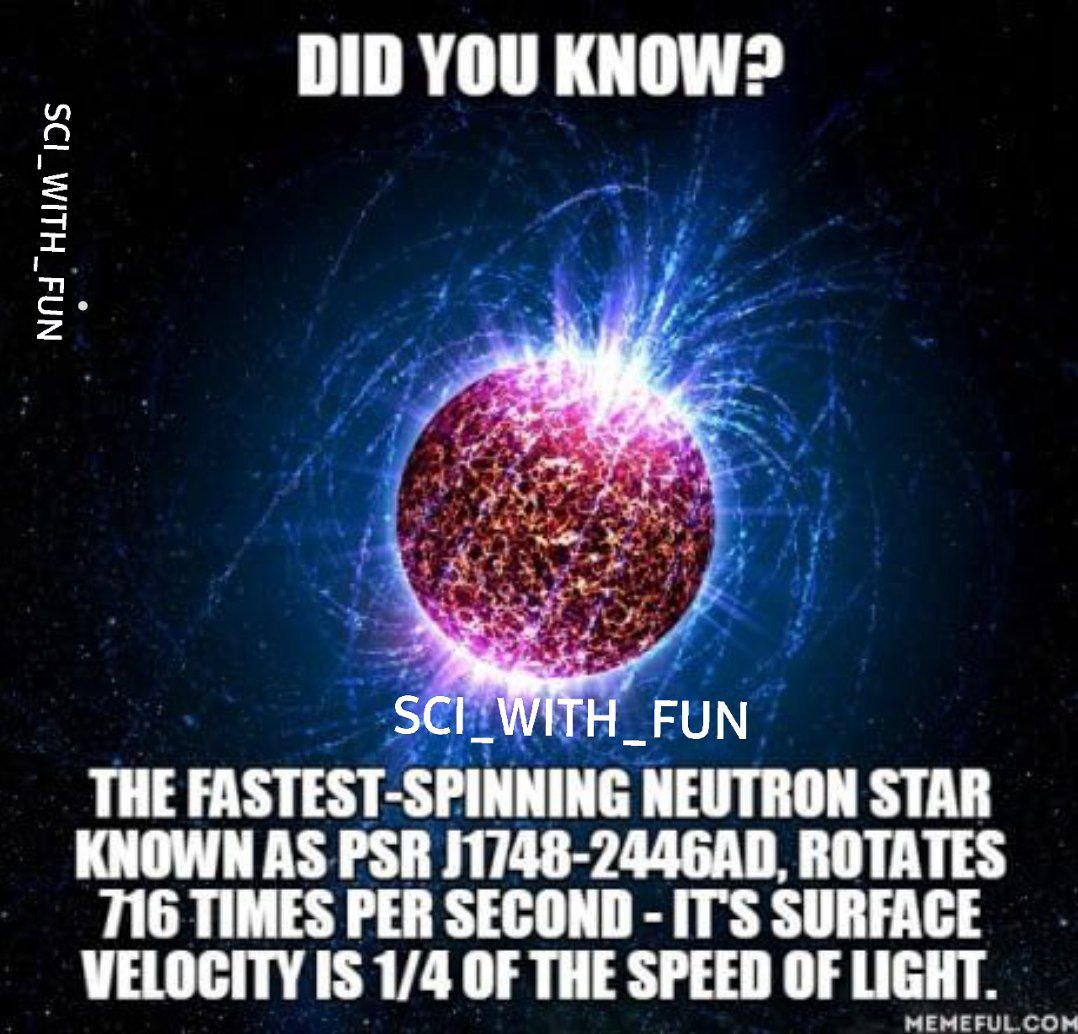 DID YOU KNOW?
SCI_WITH_FUN
SCI_WITH_FUN
THE FASTEST-SPINNING NEUTRON STAR
KNOWN AS PSR J1748-2446AD, ROTATES
716 TIMES PER SECOND - IT'S SURFACE
VELOCITY IS 1/4 OF THE SPEED OF LIGHT.
MEMEFUL.COM